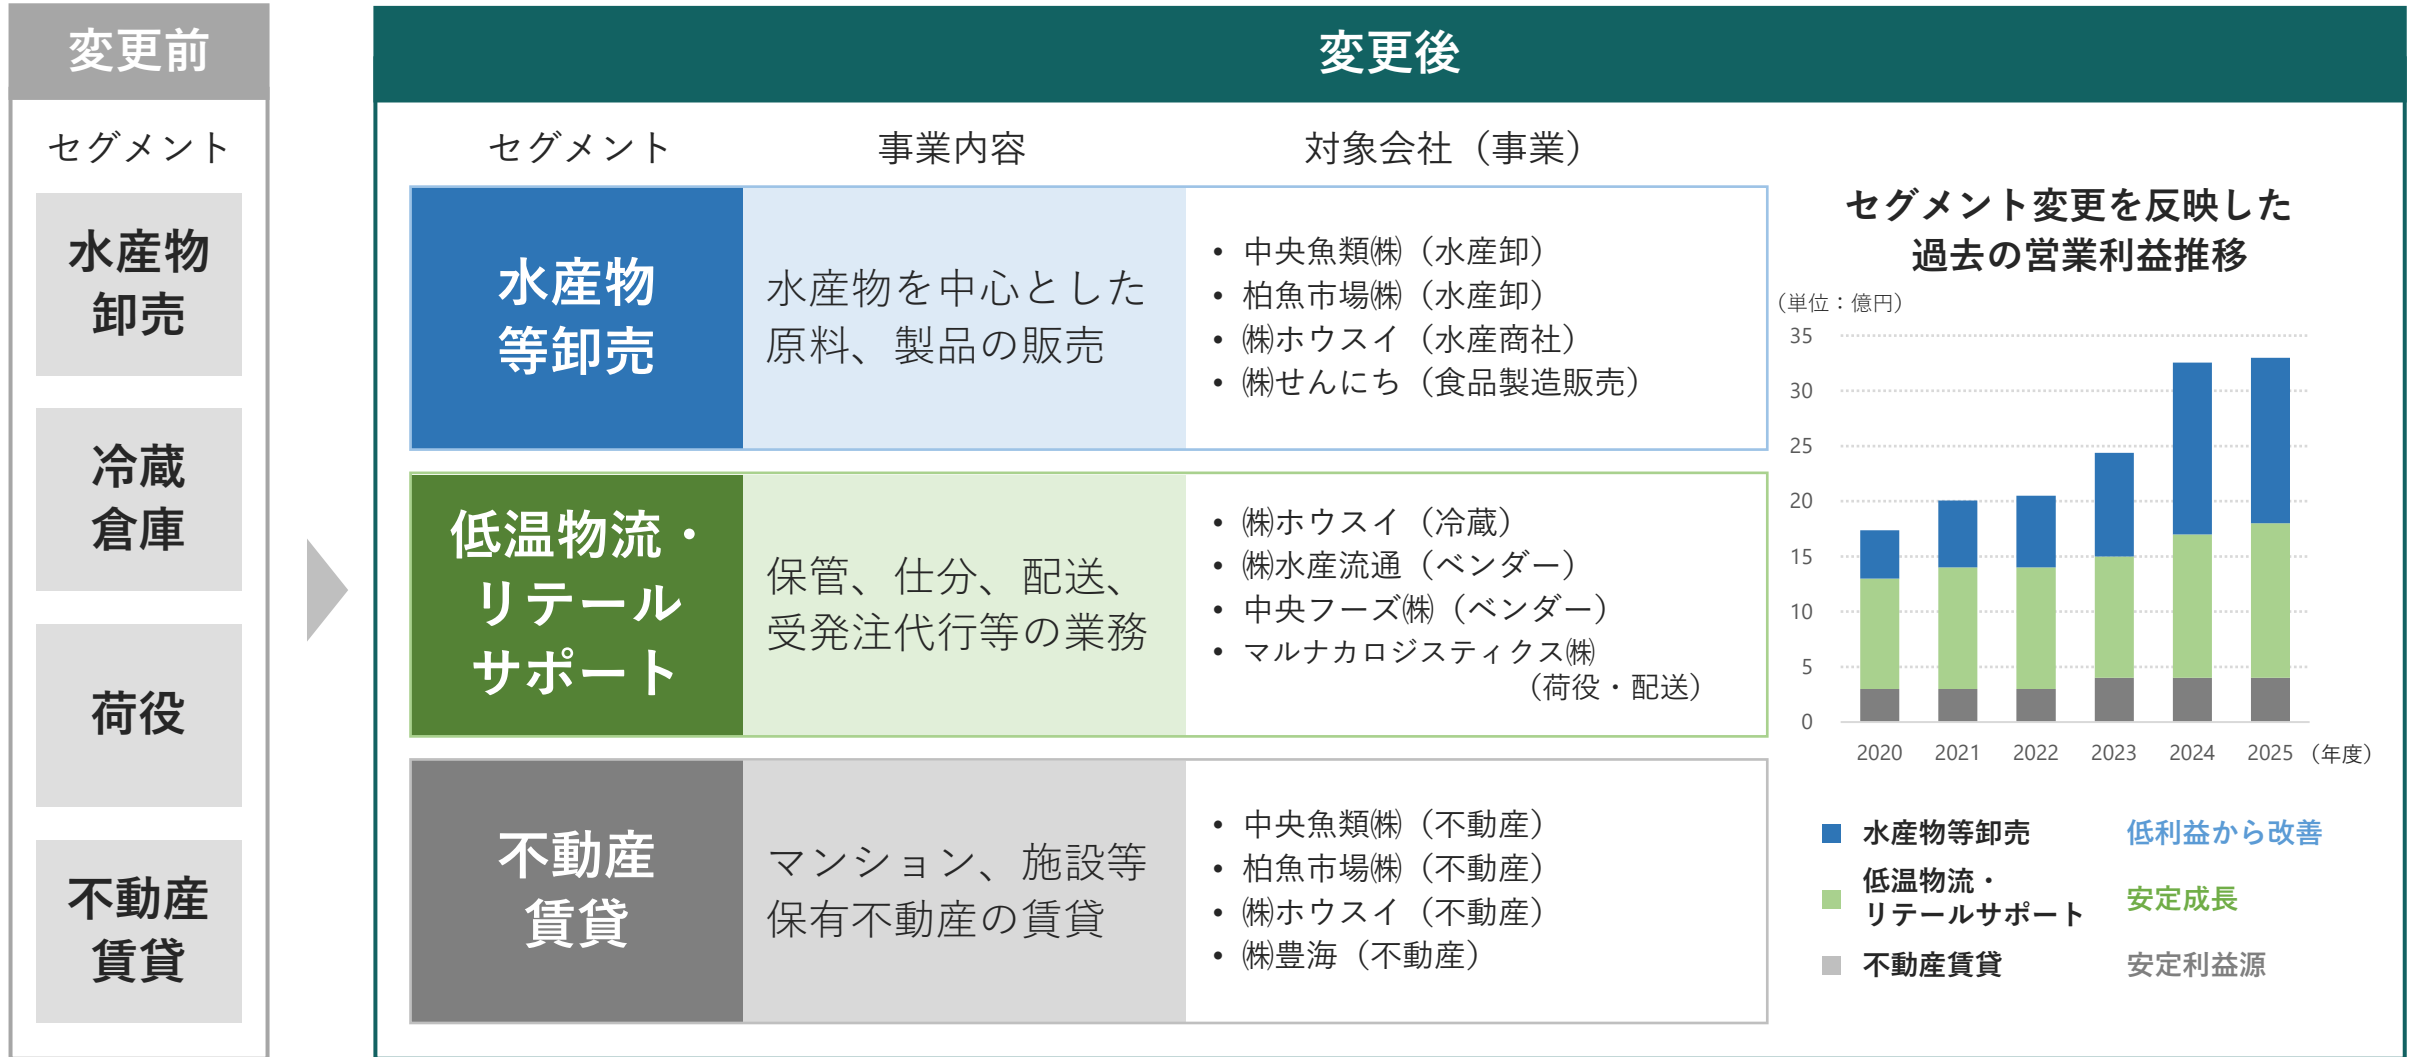 変更前
セグメント
水産物
卸売
冷蔵
倉庫
荷役
不動産
賃貸
変更後
セグメント
事業内容
対象会社（事業）
水産物
等卸売
水産物を中心とした
原料、製品の販売
• 中央魚類㈱（水産卸）
• 柏魚市場㈱（水産卸）
• ㈱ホウスイ（水産商社）
• ㈱せんにち（食品製造販売）
低温物流・
リテール
サポート
保管、仕分、配送、
受発注代行等の業務
• ㈱ホウスイ（冷蔵）
• ㈱水産流通（ベンダー）
• 中央フーズ㈱（ベンダー）
• マルナカロジスティクス㈱
（荷役・配送）
不動産
賃貸
マンション、施設等
保有不動産の賃貸
• 中央魚類㈱（不動産）
• 柏魚市場㈱（不動産）
• ㈱ホウスイ（不動産）
• ㈱豊海（不動産）
セグメント変更を反映した
過去の営業利益推移
（単位：億円）
35
30
25
20
15
10
5
0
2020 2021 2022 2023 2024 2025 （年度）
水産物等卸売 低利益から改善
低温物流・
リテールサポート 安定成長
不動産賃貸 安定利益源